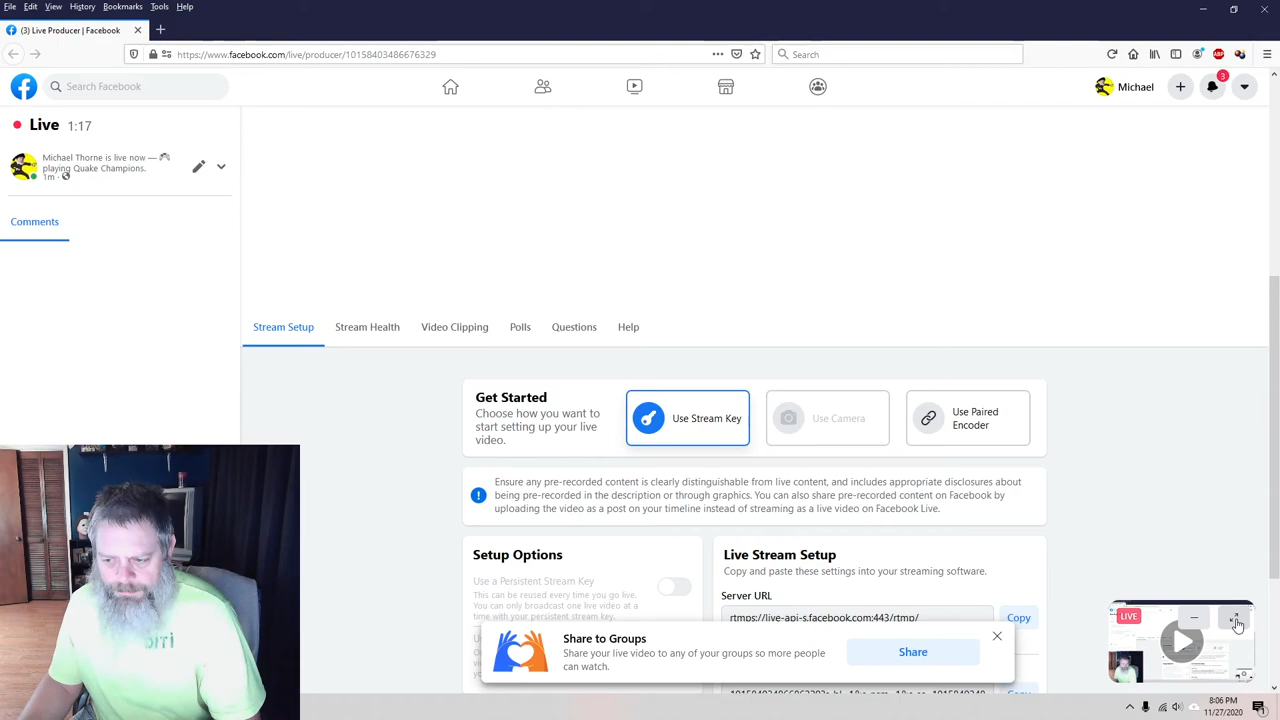 File Edit View History Bookmarks Tools Help
(3) Live Producer | Facebook
https://www.facebook.com/live/producer/10158403486676329
Search
ABP
Search Facebook
Michael
3
Live 1:17
Michael Thorne is live now — 🎮
playing Quake Champions.
1m ·
Comments
Stream Setup Stream Health Video Clipping Polls Questions Help
Get Started
Choose how you want to
start setting up your live
video.
Use Stream Key
Use Camera
Use Paired
Encoder
Ensure any pre-recorded content is clearly distinguishable from live content, and includes appropriate disclosures about
being pre-recorded in the description or through graphics. You can also share pre-recorded content on Facebook by
uploading the video as a post on your timeline instead of streaming as a live video on Facebook Live.
Setup Options
Use a Persistent Stream Key
This can be reused every time you go live.
You can only broadcast one live video at
a time with your persistent stream key.
Live Stream Setup
Copy and paste these settings into your streaming software.
Server URL
rtmps://live-api-s.facebook.com:443/rtmp/
Copy
Share to Groups
Share your live video to any of your groups so more people
can watch.
Share
LIVE
8:06 PM
11/27/2020